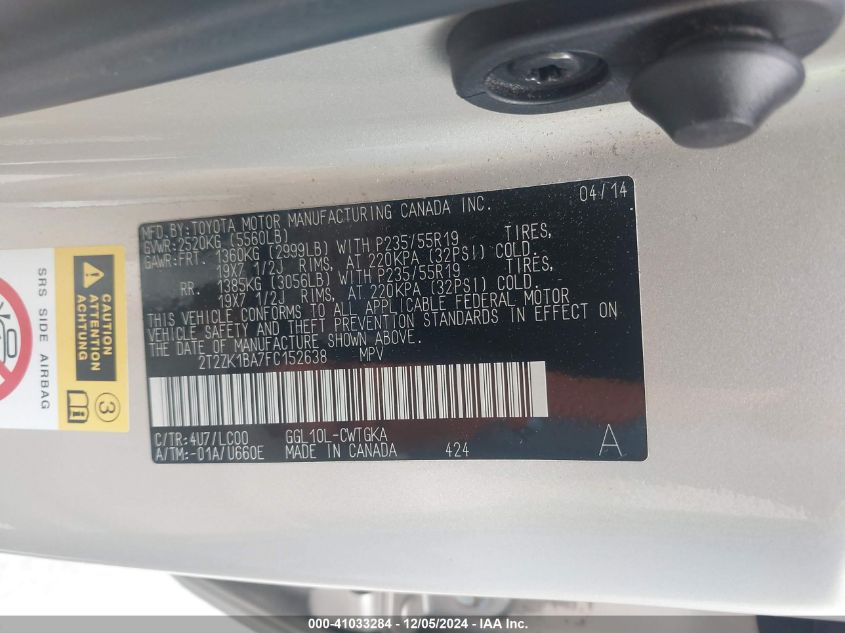 04/14
MFD.BY:TOYOTA MOTOR MANUFACTURING CANADA INC.
GVWR:2520KG (5560LB)
GAWR:FRT. 1360KG (2999LB) WITH P235/55R19 TIRES,
19X7 1/2J RIMS, AT 220KPA (32PSI) COLD.
RR. 1385KG (3056LB) WITH P235/55R19 TIRES,
19X7 1/2J RIMS, AT 220KPA (32PSI) COLD.
THIS VEHICLE CONFORMS TO ALL APPLICABLE FEDERAL MOTOR
VEHICLE SAFETY AND THEFT PREVENTION STANDARDS IN EFFECT ON
THE DATE OF MANUFACTURE SHOWN ABOVE.
2T2ZK1BA7FC152638 MPV
C/TR:4U7/LC00 GGL10L-CWTGKA
A/TM:-01A/U660E MADE IN CANADA 424 A
SRS SIDE AIRBAG
CAUTION
ATTENTION
ACHTUNG
3
000-41033284 - 12/05/2024 - IAA Inc.